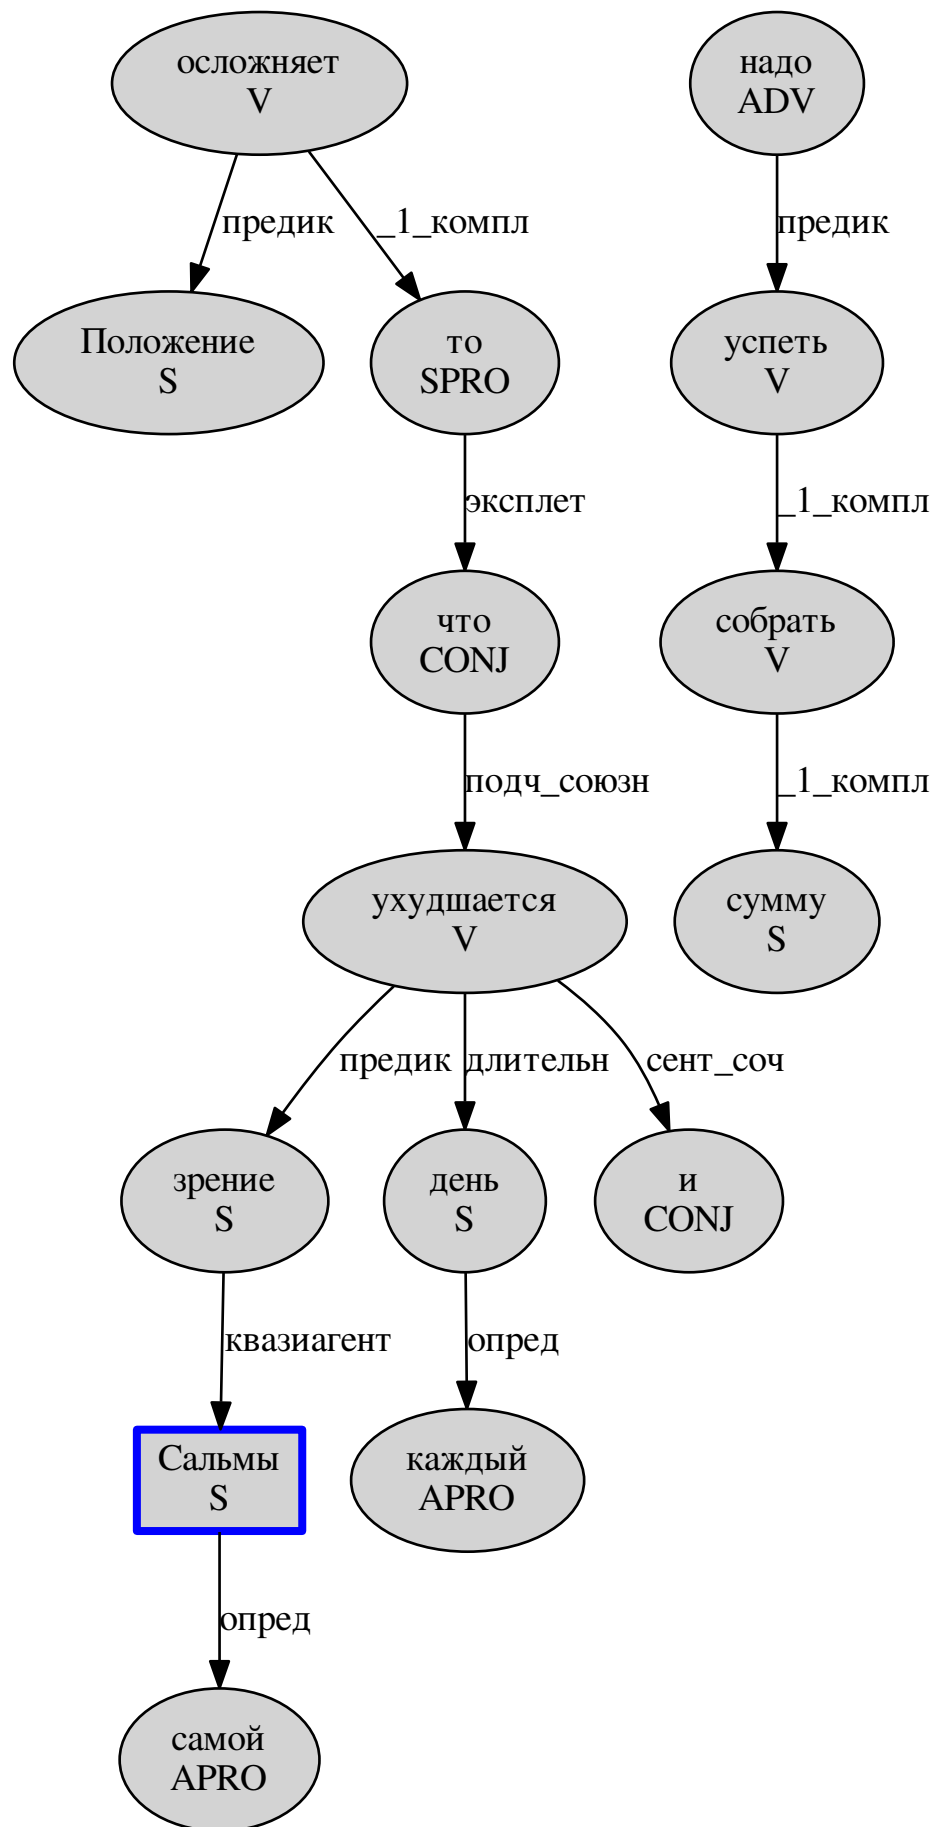 осложняет
V
надо
ADV
предик
_1_компл
предик
Положение
S
то
SPRO
успеть
V
эксплет
_1_компл
что
CONJ
собрать
V
подч_союзн
_1_компл
ухудшается
V
сумму
S
предик
длительн
сент_соч
зрение
S
день
S
и
CONJ
квазиагент
опред
Сальмы
S
каждый
APRO
опред
самой
APRO